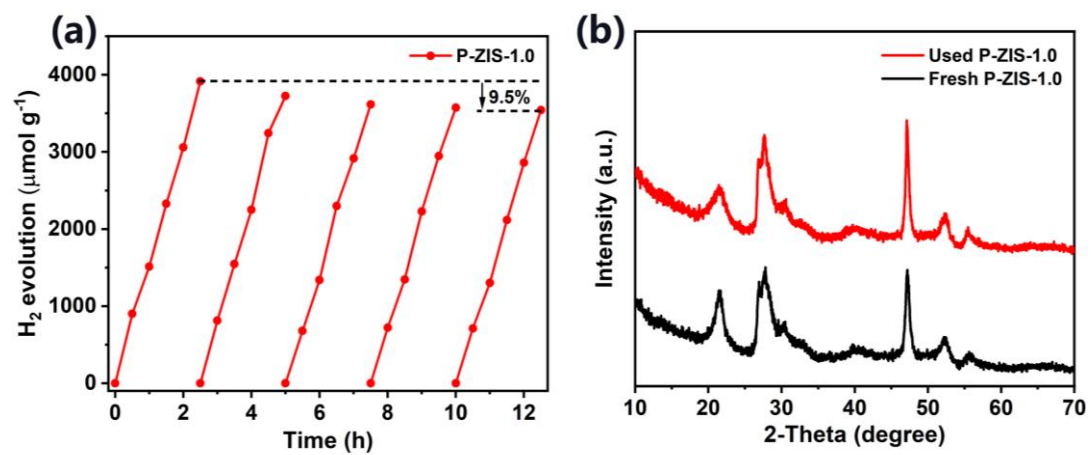 (a)
P-ZIS-1.0
4000
3000
2000
1000
0
9.5%
H₂ evolution (μmol g⁻¹)
0 2 4 6 8 10 12
Time (h)
(b)
Used P-ZIS-1.0
Fresh P-ZIS-1.0
Intensity (a.u.)
10 20 30 40 50 60 70
2-Theta (degree)